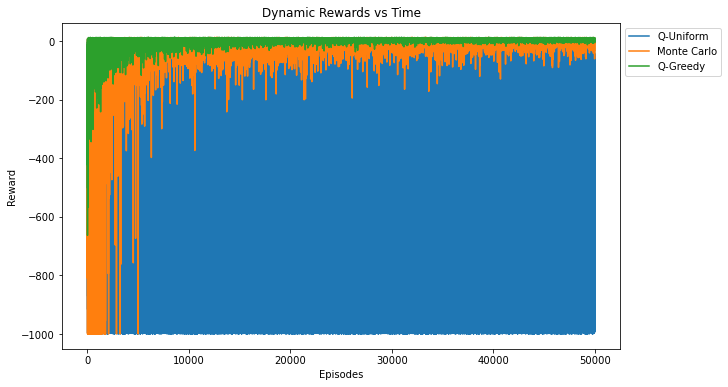 Dynamic Rewards vs Time
Q-Uniform
Monte Carlo
Q-Greedy
0
−200
−400
−600
−800
−1000
Reward
0
10000
20000
30000
40000
50000
Episodes